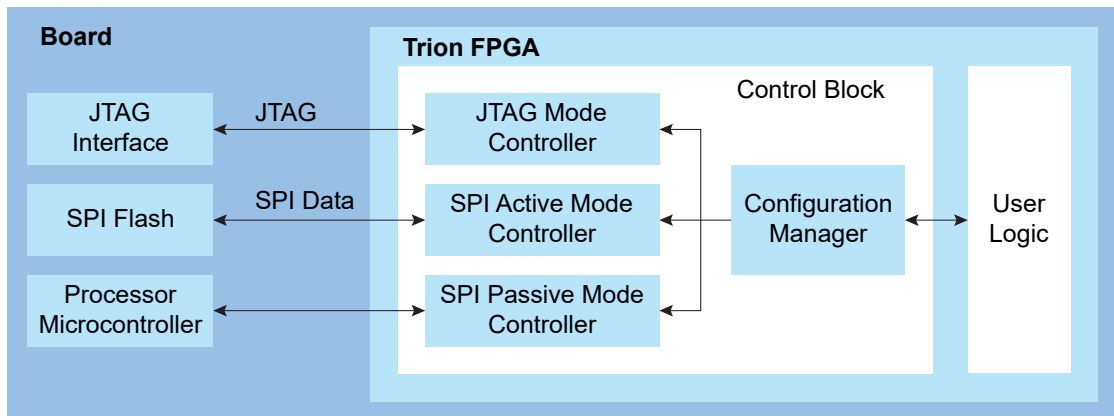 Board
Trion FPGA
Control Block
JTAG
Interface
JTAG
JTAG Mode
Controller
SPI Flash
SPI Data
SPI Active Mode
Controller
Configuration
Manager
User
Logic
Processor
Microcontroller
SPI Passive Mode
Controller